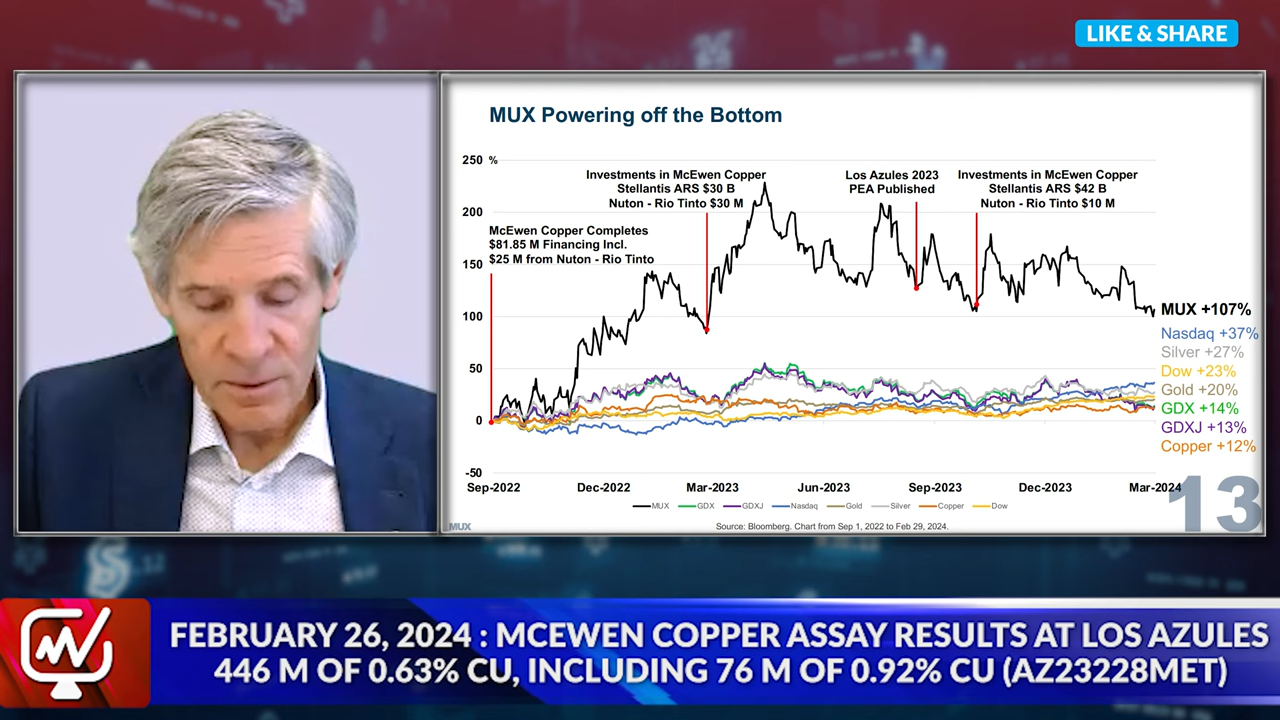 LIKE & SHARE
MUX Powering off the Bottom
250 %
200
150
100
50
0
-50
McEwen Copper Completes
$81.85 M Financing Incl.
$25 M from Nuton - Rio Tinto
Investments in McEwen Copper
Stellantis ARS $30 B
Nuton - Rio Tinto $30 M
Los Azules 2023
PEA Published
Investments in McEwen Copper
Stellantis ARS $42 B
Nuton - Rio Tinto $10 M
MUX +107%
Nasdaq +37%
Silver +27%
Dow +23%
Gold +20%
GDX +14%
GDXJ +13%
Copper +12%
Sep-2022 Dec-2022 Mar-2023 Jun-2023 Sep-2023 Dec-2023 Mar-2024
MUX GDX GDXJ Nasdaq Gold Silver Copper Dow
13
MUX
Source: Bloomberg. Chart from Sep 1, 2022 to Feb 29, 2024.
FEBRUARY 26, 2024 : MCEWEN COPPER ASSAY RESULTS AT LOS AZULES
446 M OF 0.63% CU, INCLUDING 76 M OF 0.92% CU (AZ23228MET)